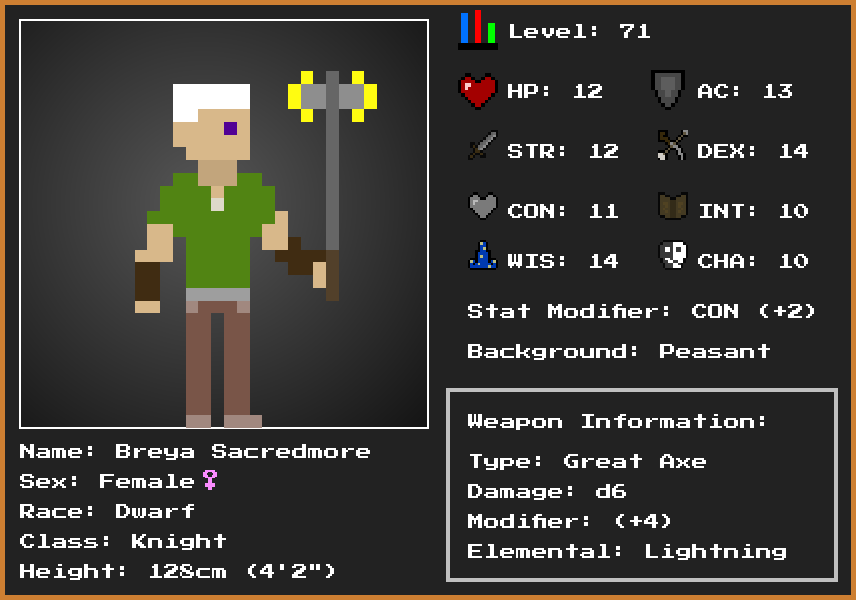 Level: 71
HP: 12
AC: 13
STR: 12
DEX: 14
CON: 11
INT: 10
WIS: 14
CHA: 10
Stat Modifier: CON (+2)
Background: Peasant
Weapon Information:
Type: Great Axe
Damage: d6
Modifier: (+4)
Elemental: Lightning
Name: Breya Sacredmore
Sex: Female♀
Race: Dwarf
Class: Knight
Height: 128cm (4'2")